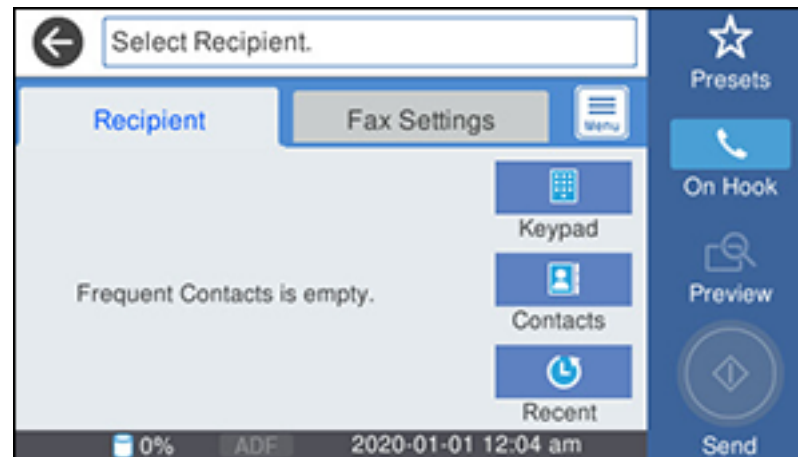 Select Recipient.
Presets
Recipient
Fax Settings
Menu
On Hook
Keypad
Frequent Contacts is empty.
Preview
Contacts
Recent
0%
ADF
2020-01-01 12:04 am
Send